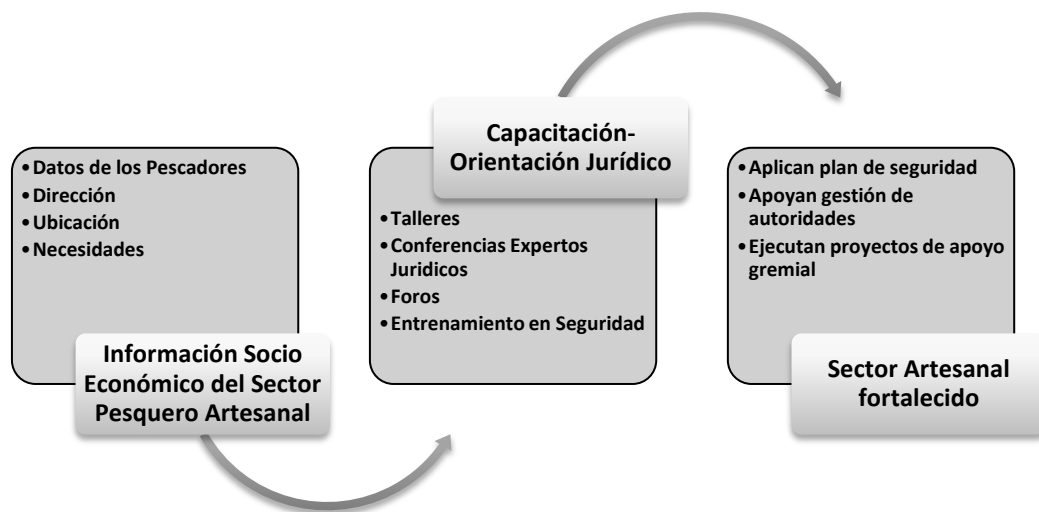 • Datos de los Pescadores
• Dirección
• Ubicación
• Necesidades
Información Socio
Económico del Sector
Pesquero Artesanal
Capacitación-
Orientación Jurídico
• Talleres
• Conferencias Expertos
Juridicos
• Foros
• Entrenamiento en Seguridad
• Aplican plan de seguridad
• Apoyan gestión de
autoridades
• Ejecutan proyectos de apoyo
gremial
Sector Artesanal
fortalecido